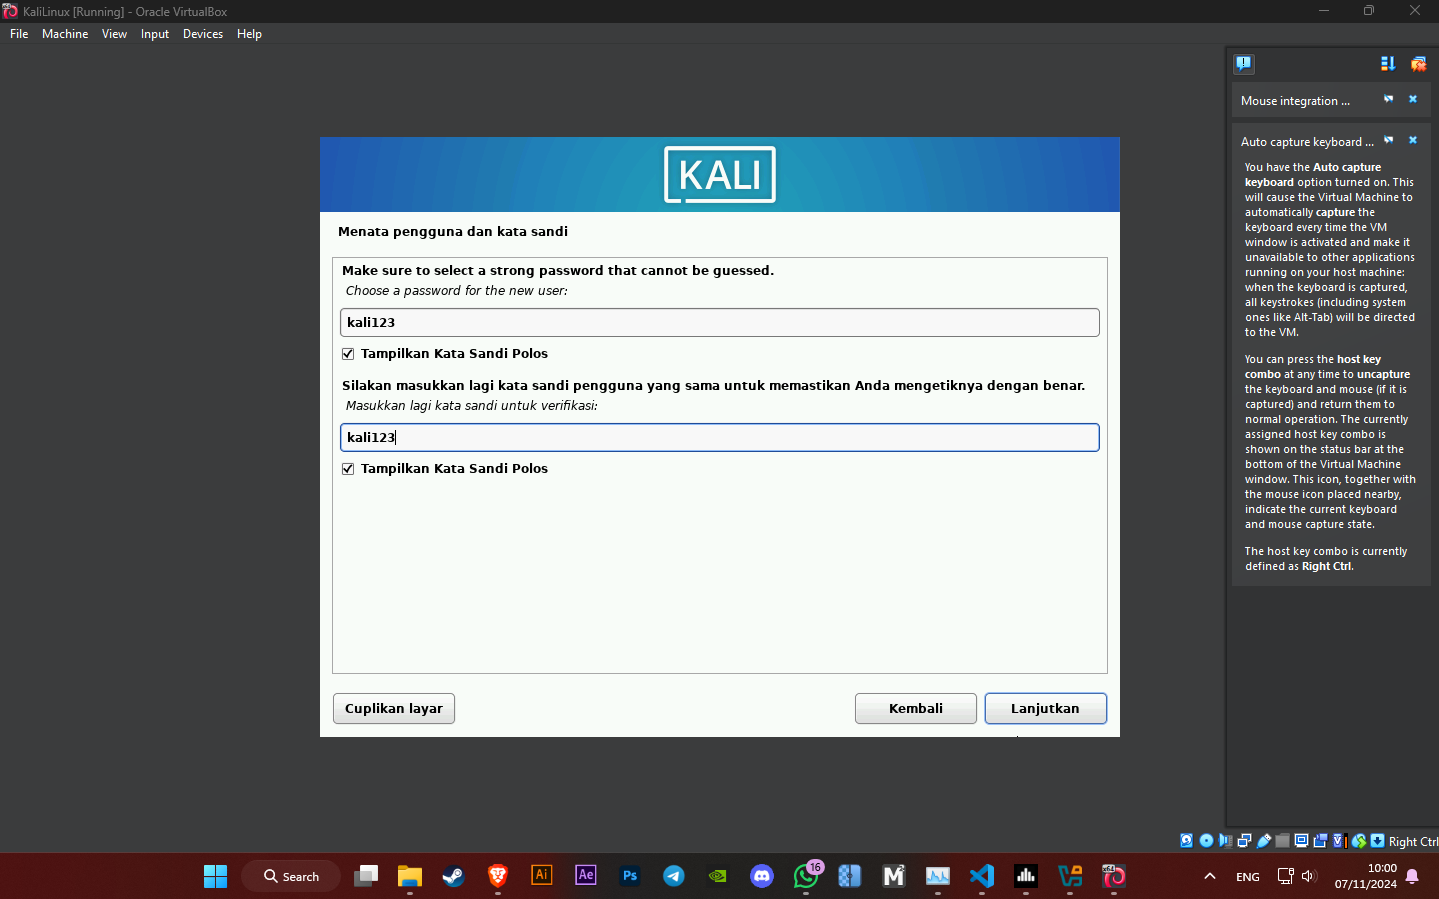 KaliLinux [Running] - Oracle VirtualBox
File Machine View Input Devices Help
Mouse integration ...
Auto capture keyboard ...
You have the Auto capture
keyboard option turned on. This
will cause the Virtual Machine to
automatically capture the
keyboard every time the VM
window is activated and make it
unavailable to other applications
running on your host machine:
when the keyboard is captured,
all keystrokes (including system
ones like Alt-Tab) will be directed
to the VM.
You can press the host key
combo at any time to uncapture
the keyboard and mouse (if it is
captured) and return them to
normal operation. The currently
assigned host key combo is
shown on the status bar at the
bottom of the Virtual Machine
window. This icon, together with
the mouse icon placed nearby,
indicate the current keyboard
and mouse capture state.
The host key combo is currently
defined as Right Ctrl.
KALI
Menata pengguna dan kata sandi
Make sure to select a strong password that cannot be guessed.
Choose a password for the new user:
kali123
Tampilkan Kata Sandi Polos
Silakan masukkan lagi kata sandi pengguna yang sama untuk memastikan Anda mengetiknya dengan benar.
Masukkan lagi kata sandi untuk verifikasi:
kali123
Tampilkan Kata Sandi Polos
Cuplikan layar Kembali Lanjutkan
Right Ctrl
Search Ai Ae Ps 16 M ENG 10:00
07/11/2024